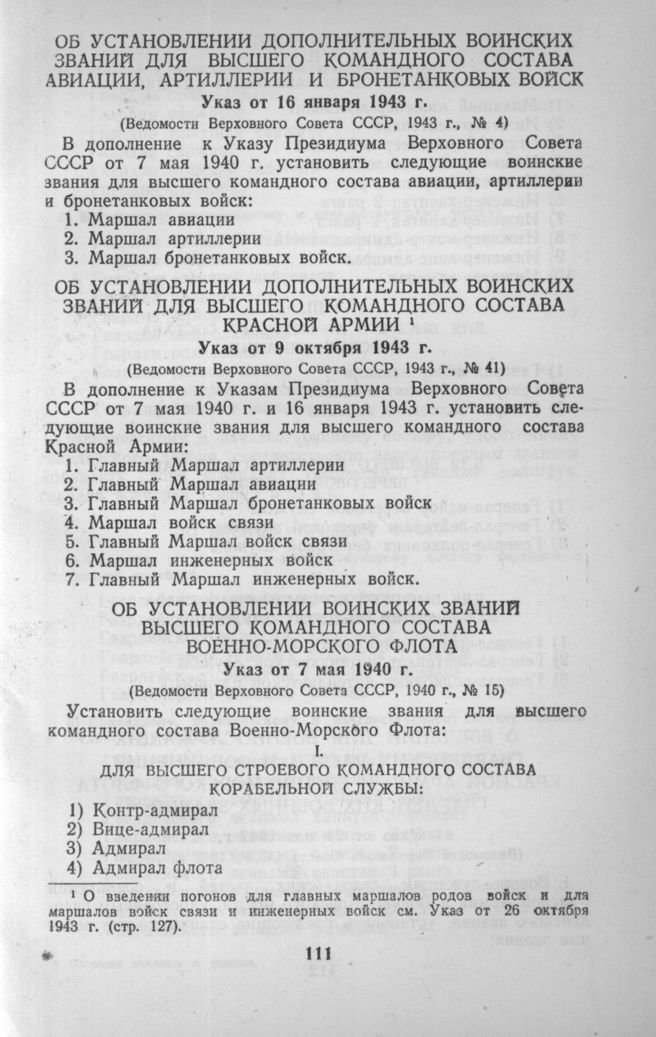 ОБ УСТАНОВЛЕНИИ ДОПОЛНИТЕЛЬНЫХ ВОИНСКИХ
ЗВАНИЙ ДЛЯ ВЫСШЕГО КОМАНДНОГО СОСТАВА
АВИАЦИИ, АРТИЛЛЕРИИ И БРОНЕТАНКОВЫХ ВОЙСК
Указ от 16 января 1943 г.
(Ведомости Верховного Совета СССР, 1943 г., № 4)
В дополнение к Указу Президиума Верховного Совета
СССР от 7 мая 1940 г. установить следующие воинские
звания для высшего командного состава авиации, артиллерии
и бронетанковых войск:
1. Маршал авиации
2. Маршал артиллерии
3. Маршал бронетанковых войск.
ОБ УСТАНОВЛЕНИИ ДОПОЛНИТЕЛЬНЫХ ВОИНСКИХ
ЗВАНИЙ ДЛЯ ВЫСШЕГО КОМАНДНОГО СОСТАВА
КРАСНОЙ АРМИИ ¹
Указ от 9 октября 1943 г.
(Ведомости Верховного Совета СССР, 1943 г., № 41)
В дополнение к Указам Президиума Верховного Совета
СССР от 7 мая 1940 г. и 16 января 1943 г. установить сле-
дующие воинские звания для высшего командного состава
Красной Армии:
1. Главный Маршал артиллерии
2. Главный Маршал авиации
3. Главный Маршал бронетанковых войск
4. Маршал войск связи
5. Главный Маршал войск связи
6. Маршал инженерных войск
7. Главный Маршал инженерных войск.
ОБ УСТАНОВЛЕНИИ ВОИНСКИХ ЗВАНИЙ
ВЫСШЕГО КОМАНДНОГО СОСТАВА
ВОЕННО-МОРСКОГО ФЛОТА
Указ от 7 мая 1940 г.
(Ведомости Верховного Совета СССР, 1940 г., № 15)
Установить следующие воинские звания для высшего
командного состава Военно-Морского Флота:
I.
ДЛЯ ВЫСШЕГО СТРОЕВОГО КОМАНДНОГО СОСТАВА
КОРАБЕЛЬНОЙ СЛУЖБЫ:
1) Контр-адмирал
2) Вице-адмирал
3) Адмирал
4) Адмирал флота
¹ О введении погонов для главных маршалов родов войск и для
маршалов войск связи и инженерных войск см. Указ от 26 октября
1943 г. (стр. 127).
111